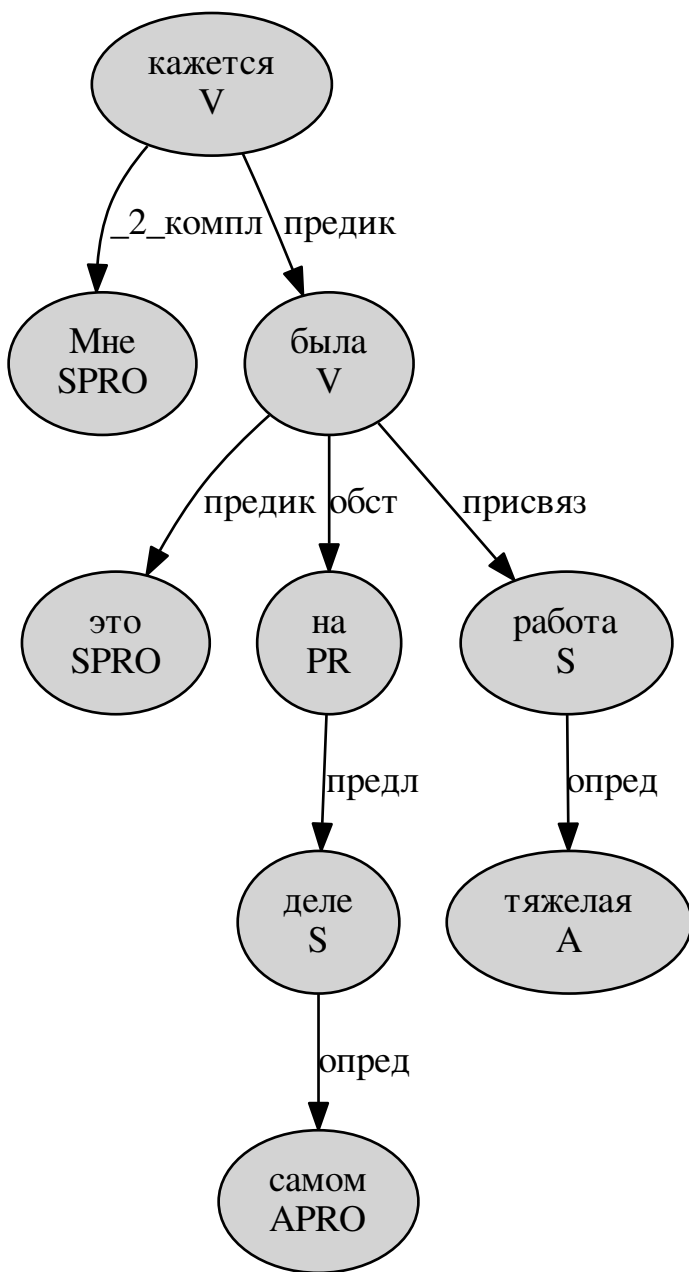 кажется
V
_2_компл
предик
Мне
SPRO
была
V
предик
обст
присвяз
это
SPRO
на
PR
работа
S
предл
опред
деле
S
тяжелая
A
опред
самом
APRO